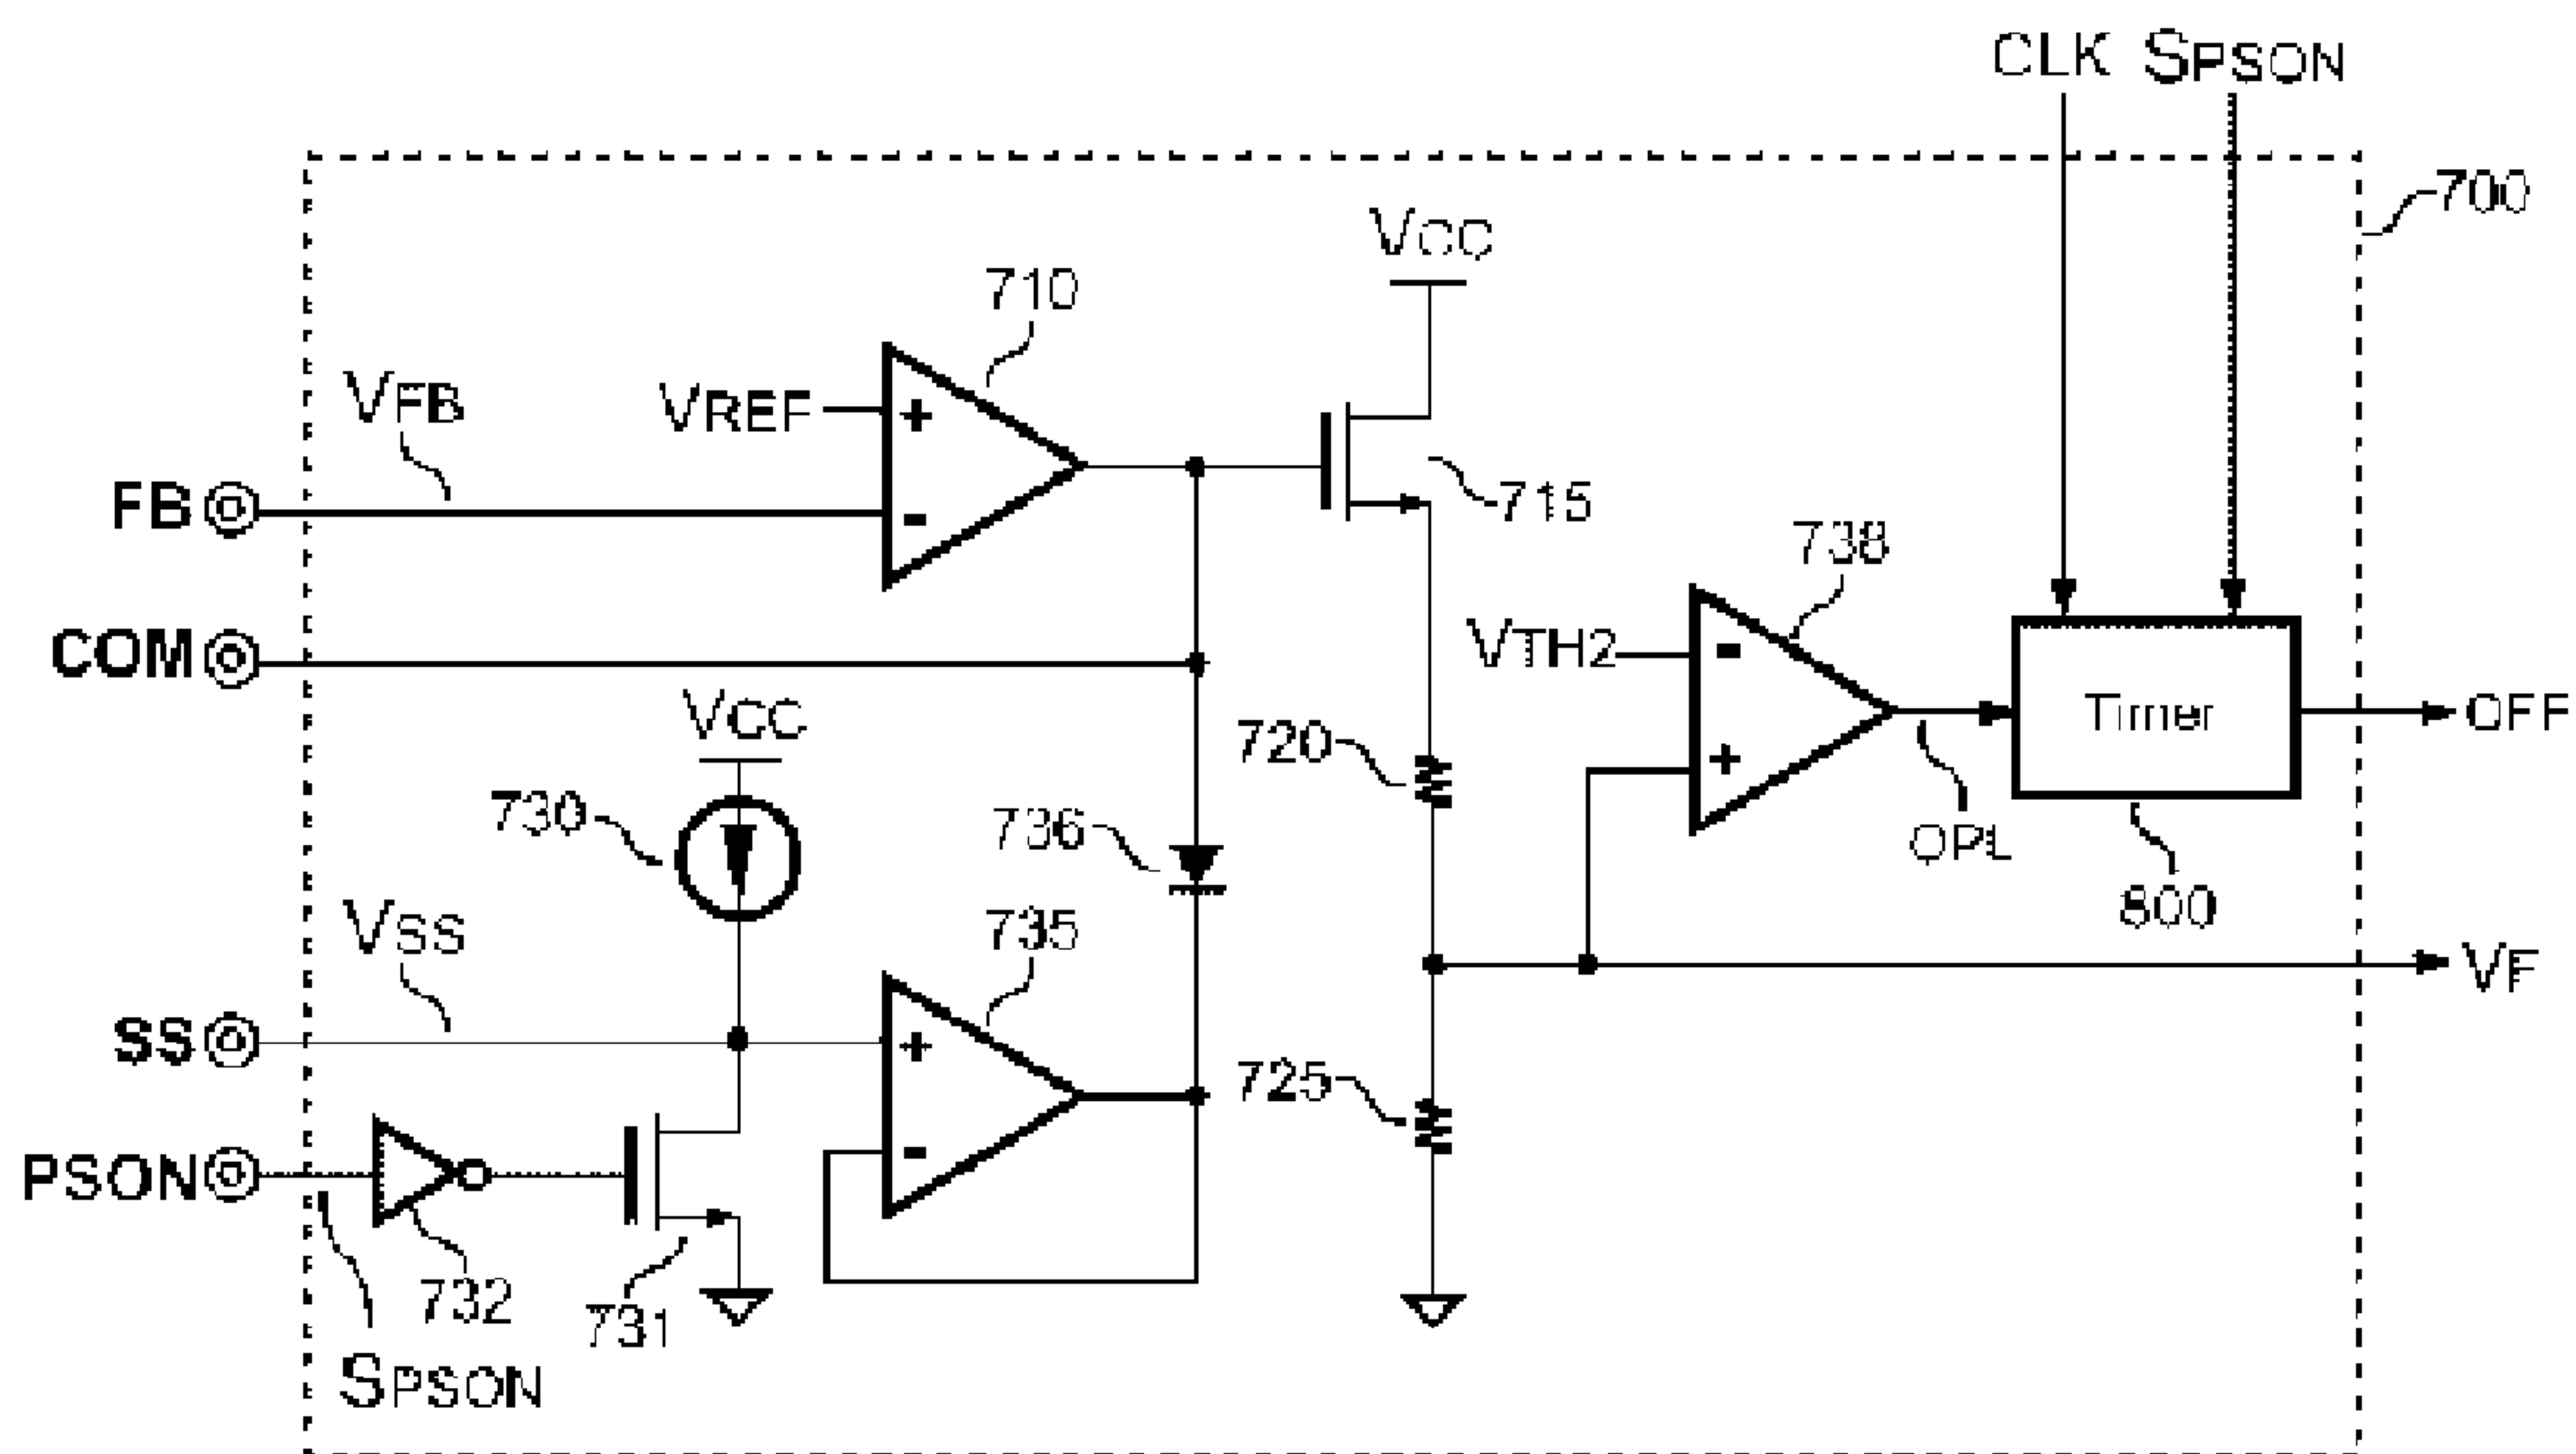 CLK SPSON
700
VCC
710
VFB
VREF
+
FB
-
715
738
COM
VTH2
-
VCC
720
Timer
OFF
+
730
736
OPL
800
VSS
735
VF
SS
+
725
PSON
-
732
731
SPSON